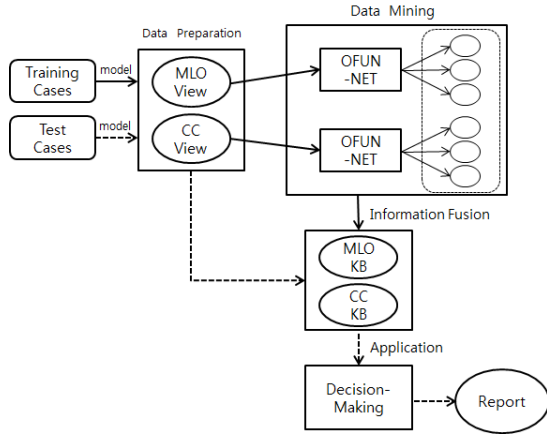 Data Mining
Data Preparation
Training
Cases
model
MLO
View
OFUN
-NET
Test
Cases
model
CC
View
OFUN
-NET
Information Fusion
MLO
KB
CC
KB
Application
Decision-
Making
Report